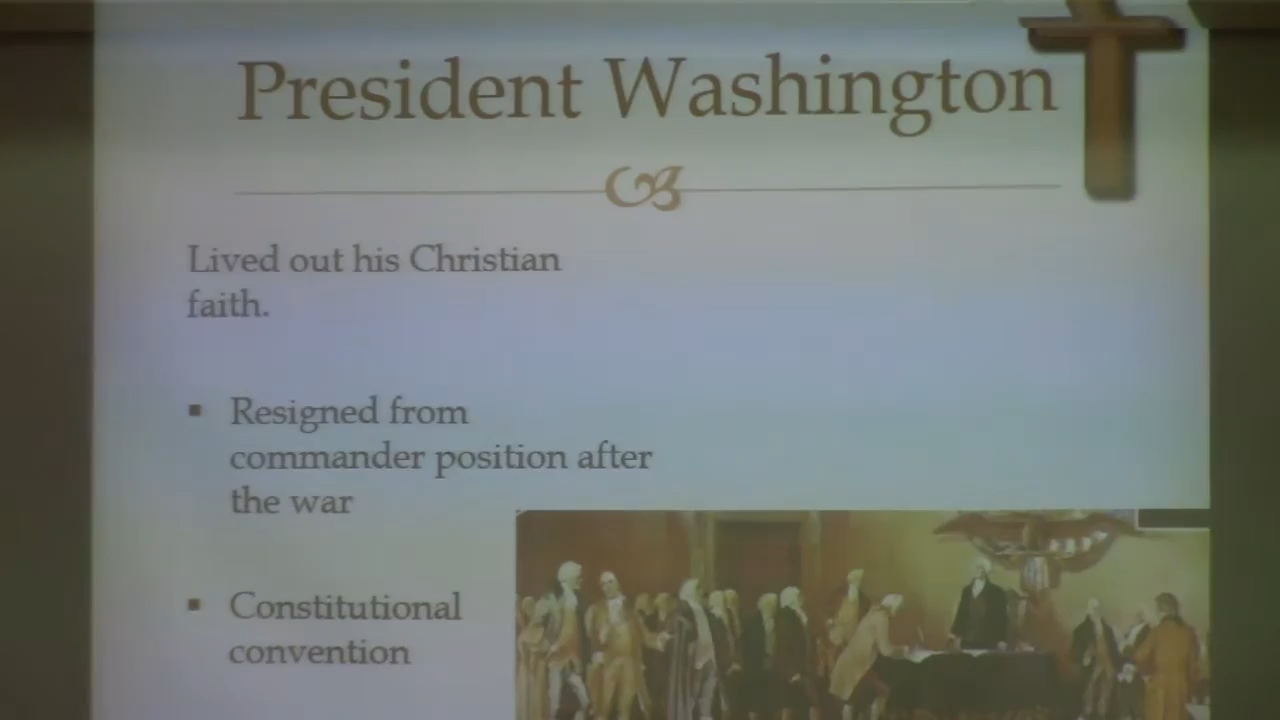 President Washington
Lived out his Christian
faith.
▪ Resigned from
commander position after
the war
▪ Constitutional
convention